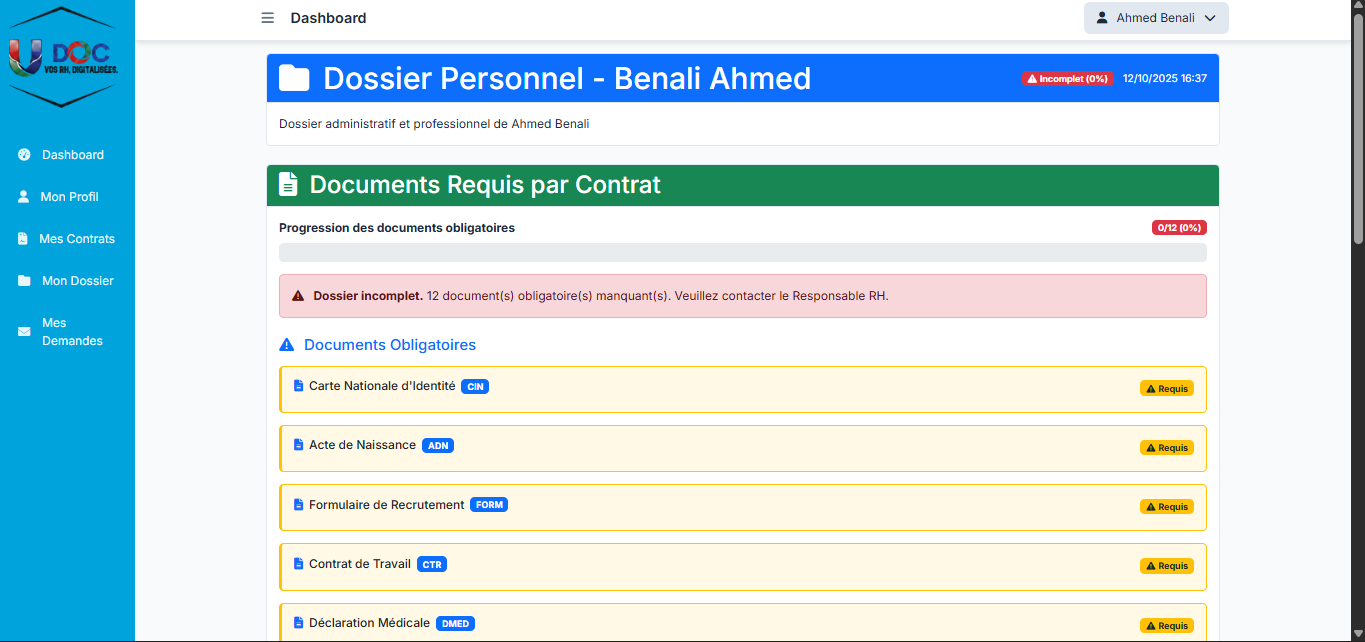 U DOC
VOS RH, DIGITALISÉES.
Dashboard
Ahmed Benali
Dashboard
Mon Profil
Mes Contrats
Mon Dossier
Mes
Demandes
Dossier Personnel - Benali Ahmed
Incomplet (0%)
12/10/2025 16:37
Dossier administratif et professionnel de Ahmed Benali
Documents Requis par Contrat
Progression des documents obligatoires
0/12 (0%)
Dossier incomplet. 12 document(s) obligatoire(s) manquant(s). Veuillez contacter le Responsable RH.
Documents Obligatoires
Carte Nationale d'Identité CIN
Requis
Acte de Naissance ADN
Requis
Formulaire de Recrutement FORM
Requis
Contrat de Travail CTR
Requis
Déclaration Médicale DMED
Requis